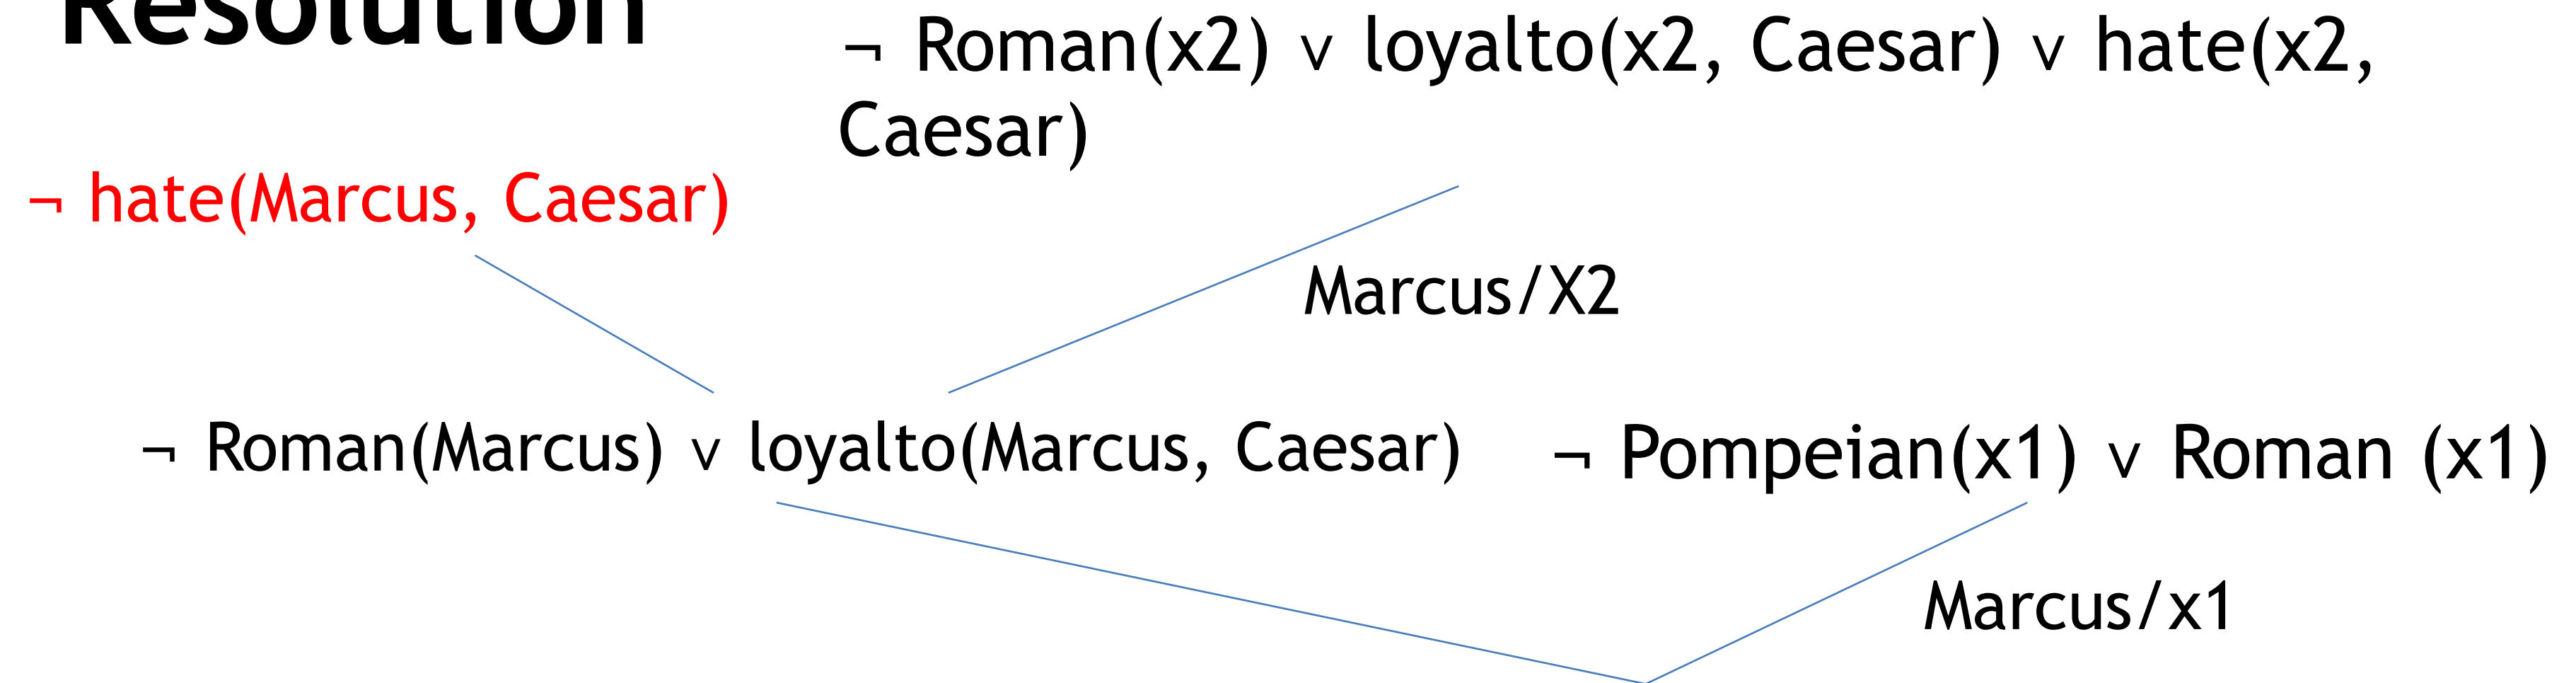 Resolution
¬ Roman(x2) ∨ loyalto(x2, Caesar) ∨ hate(x2,
Caesar)
¬ hate(Marcus, Caesar)
Marcus/X2
¬ Roman(Marcus) ∨ loyalto(Marcus, Caesar) ¬ Pompeian(x1) ∨ Roman (x1)
Marcus/x1